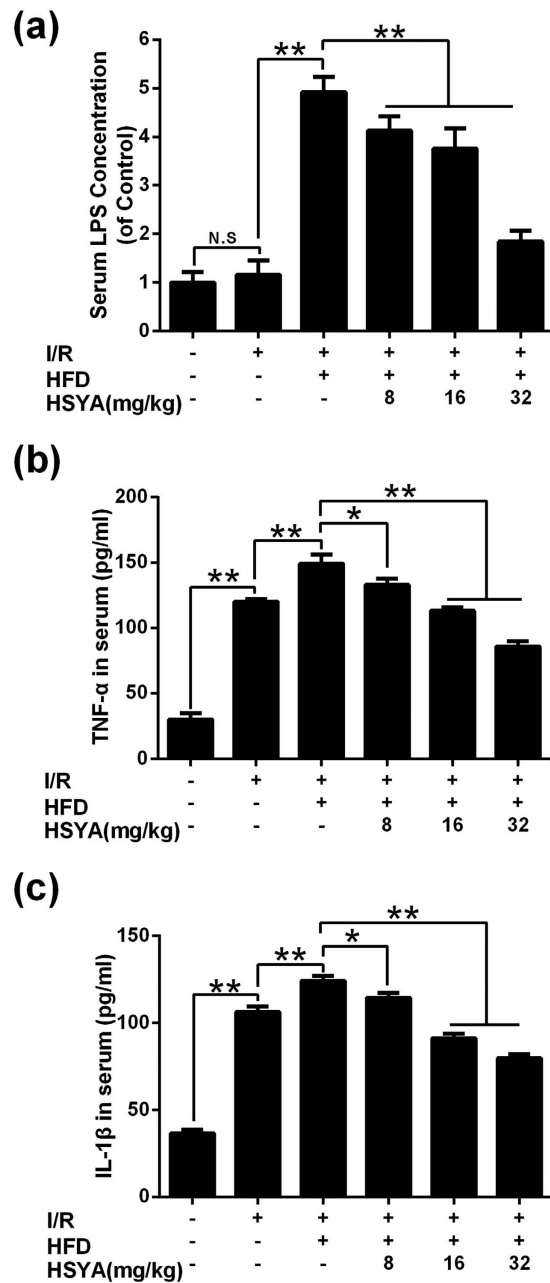 (a)
Serum LPS Concentration
(of Control)
6
5
4
3
2
1
0
N.S
**
**
I/R - + + + + +
HFD - - + + + +
HSYA(mg/kg) - - - 8 16 32
(b)
TNF-α in serum (pg/ml)
200
150
100
50
0
**
**
*
**
I/R - + + + + +
HFD - - + + + +
HSYA(mg/kg) - - - 8 16 32
(c)
IL-1β in serum (pg/ml)
150
100
50
0
**
**
*
**
I/R - + + + + +
HFD - - + + + +
HSYA(mg/kg) - - - 8 16 32